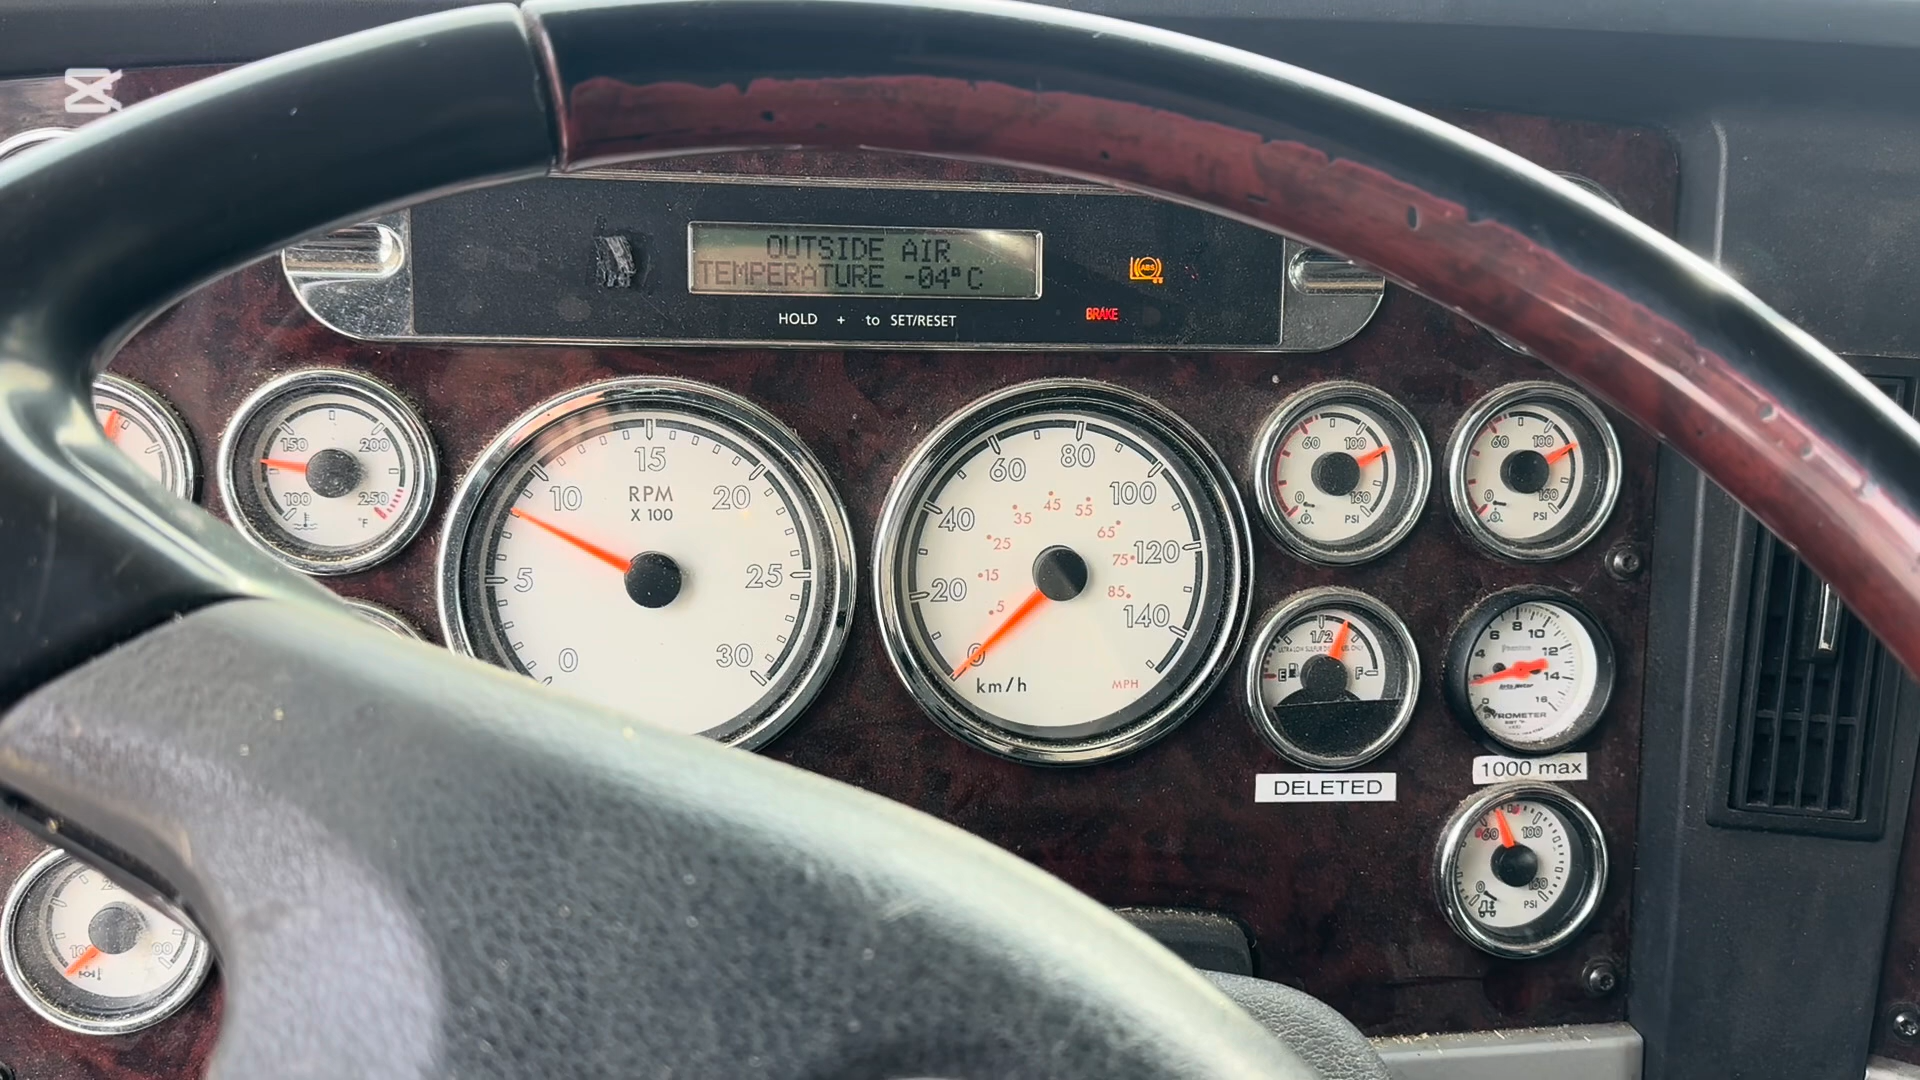 OUTSIDE AIR
TEMPERATURE -04°C
HOLD + to SET/RESET
ABS
BRAKE
150 200
100 250
°F
15
10 20
RPM
X 100
5 25
0 30
60 80 100
40 120
20 140
0
35 45 55
25 65
15 75
5 85
km/h MPH
60 100
0 160
PSI
60 100
0 160
PSI
1/2
E F
DELETED
6 8 10
4 12
14
0 16
PYROMETER
1000 max
60 100
0 160
PSI